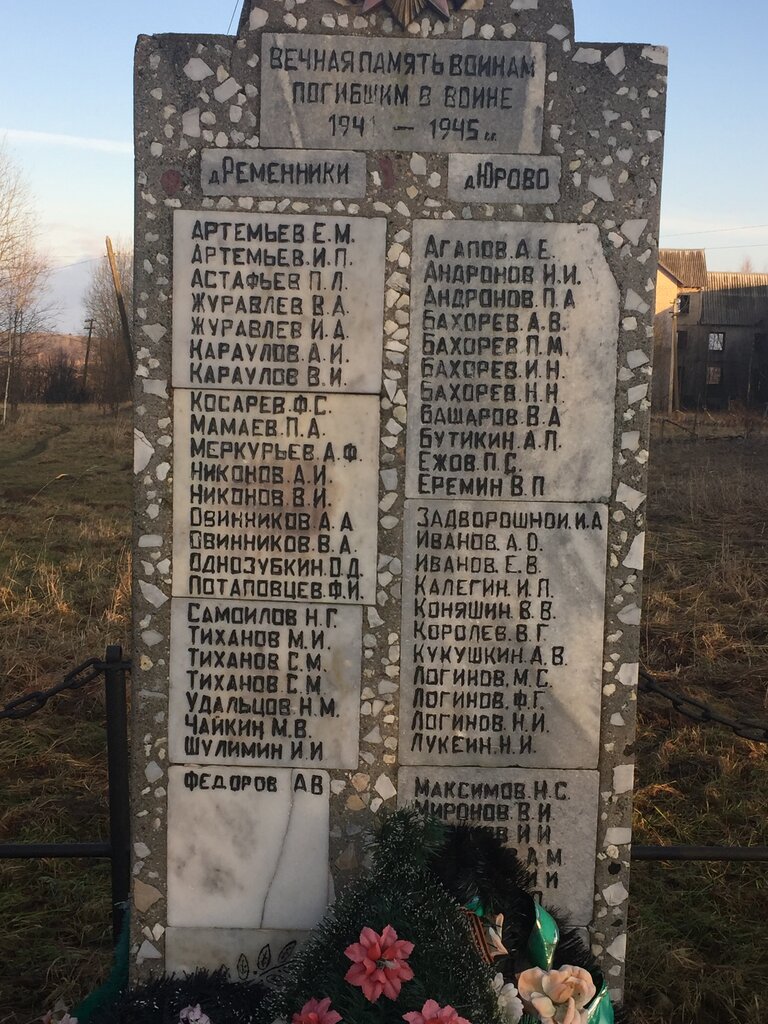 ВЕЧНАЯ ПАМЯТЬ ВОИНАМ
ПОГИБШИМ В ВОИНЕ
1941 — 1945 гг.
д РЕМЕННИКИ
АРТЕМЬЕВ Е. М.
АРТЕМЬЕВ. И. П.
АСТАФЬЕВ П. Л.
ЖУРАВЛЕВ В. А.
ЖУРАВЛЕВ И. А.
КАРАУЛОВ. А. И.
КАРАУЛОВ. В. И.
КОСАРЕВ. Ф. С.
МАМАЕВ. П. А.
МЕРКУРЬЕВ. А. Ф.
НИКОНОВ. А. И.
НИКОНОВ. В. И.
ОВИННИКОВ. А. А
ОВИННИКОВ. В. А.
ОДНОЗУБКИН. О. Д.
ПОТАПОВЦЕВ. Ф. И.
САМОИЛОВ Н. Г.
ТИХАНОВ М. И.
ТИХАНОВ С. М.
ТИХАНОВ С. М.
УДАЛЬЦОВ. Н. М.
ЧАЙКИН М. В.
ШУЛИМИН И. И
ФЕДОРОВ А В
д ЮРОВО
АГАПОВ. А. Е.
АНДРОНОВ И. И.
АНДРОНОВ. П. А
БАХОРЕВ. А. В.
БАХОРЕВ. П. М.
БАХОРЕВ. И. Н.
БАХОРЕВ. Н. Н.
БАШАРОВ. В. А
БУТИКИН. А. П.
ЕЖОВ. П. С.
ЕРЕМИН В. П
ЗАДВОРОШНОИ. И. А
ИВАНОВ. А. О.
ИВАНОВ. Е. В.
КАЛЕГИН. И. П.
КОНЯШИН. В. В.
КОРОЛЕВ. В. Г.
КУКУШКИН. А. В.
ЛОГИНОВ. М. С.
ЛОГИНОВ. Ф. Г.
ЛОГИНОВ. Н. И.
ЛУКЕИН. Н. И.
МАКСИМОВ. Н. С.
МИРОНОВ. В. И
И И
А. М
И